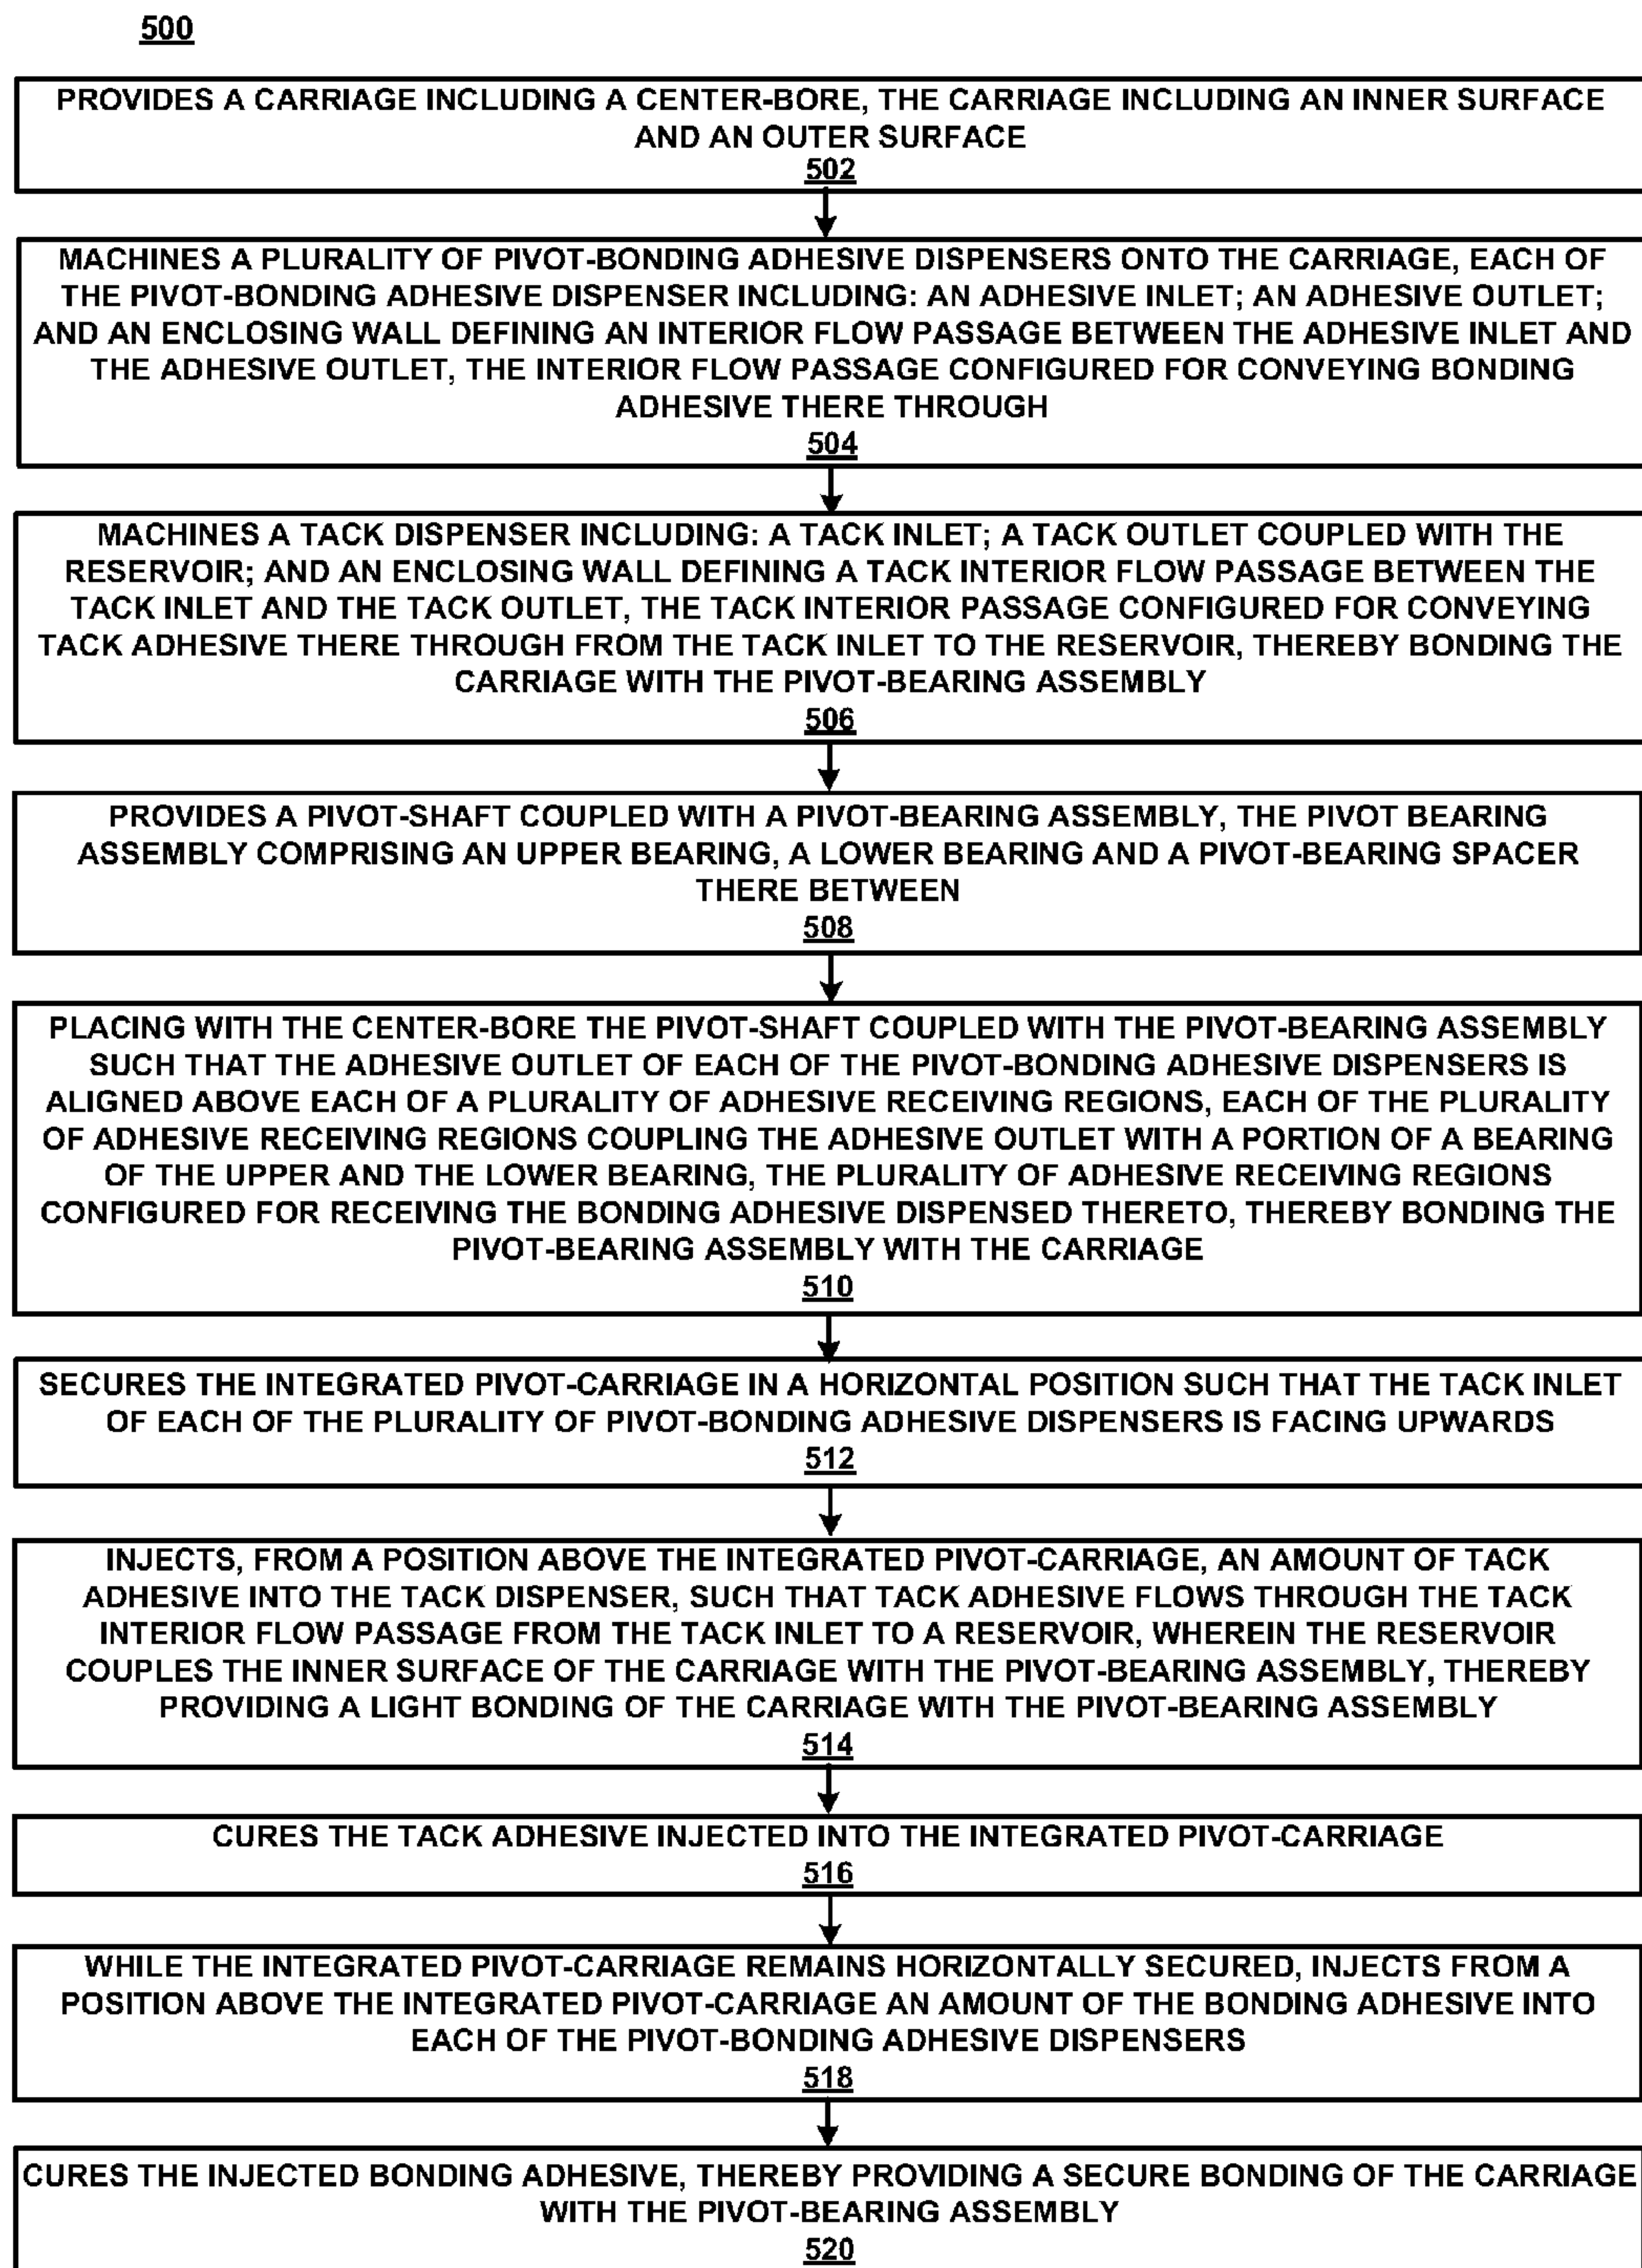 500
PROVIDES A CARRIAGE INCLUDING A CENTER-BORE, THE CARRIAGE INCLUDING AN INNER SURFACE
AND AN OUTER SURFACE
502
MACHINES A PLURALITY OF PIVOT-BONDING ADHESIVE DISPENSERS ONTO THE CARRIAGE, EACH OF
THE PIVOT-BONDING ADHESIVE DISPENSER INCLUDING: AN ADHESIVE INLET; AN ADHESIVE OUTLET;
AND AN ENCLOSING WALL DEFINING AN INTERIOR FLOW PASSAGE BETWEEN THE ADHESIVE INLET AND
THE ADHESIVE OUTLET, THE INTERIOR FLOW PASSAGE CONFIGURED FOR CONVEYING BONDING
ADHESIVE THERE THROUGH
504
MACHINES A TACK DISPENSER INCLUDING: A TACK INLET; A TACK OUTLET COUPLED WITH THE
RESERVOIR; AND AN ENCLOSING WALL DEFINING A TACK INTERIOR FLOW PASSAGE BETWEEN THE
TACK INLET AND THE TACK OUTLET, THE TACK INTERIOR PASSAGE CONFIGURED FOR CONVEYING
TACK ADHESIVE THERE THROUGH FROM THE TACK INLET TO THE RESERVOIR, THEREBY BONDING THE
CARRIAGE WITH THE PIVOT-BEARING ASSEMBLY
506
PROVIDES A PIVOT-SHAFT COUPLED WITH A PIVOT-BEARING ASSEMBLY, THE PIVOT BEARING
ASSEMBLY COMPRISING AN UPPER BEARING, A LOWER BEARING AND A PIVOT-BEARING SPACER
THERE BETWEEN
508
PLACING WITH THE CENTER-BORE THE PIVOT-SHAFT COUPLED WITH THE PIVOT-BEARING ASSEMBLY
SUCH THAT THE ADHESIVE OUTLET OF EACH OF THE PIVOT-BONDING ADHESIVE DISPENSERS IS
ALIGNED ABOVE EACH OF A PLURALITY OF ADHESIVE RECEIVING REGIONS, EACH OF THE PLURALITY
OF ADHESIVE RECEIVING REGIONS COUPLING THE ADHESIVE OUTLET WITH A PORTION OF A BEARING
OF THE UPPER AND THE LOWER BEARING, THE PLURALITY OF ADHESIVE RECEIVING REGIONS
CONFIGURED FOR RECEIVING THE BONDING ADHESIVE DISPENSED THERETO, THEREBY BONDING THE
PIVOT-BEARING ASSEMBLY WITH THE CARRIAGE
510
SECURES THE INTEGRATED PIVOT-CARRIAGE IN A HORIZONTAL POSITION SUCH THAT THE TACK INLET
OF EACH OF THE PLURALITY OF PIVOT-BONDING ADHESIVE DISPENSERS IS FACING UPWARDS
512
INJECTS, FROM A POSITION ABOVE THE INTEGRATED PIVOT-CARRIAGE, AN AMOUNT OF TACK
ADHESIVE INTO THE TACK DISPENSER, SUCH THAT TACK ADHESIVE FLOWS THROUGH THE TACK
INTERIOR FLOW PASSAGE FROM THE TACK INLET TO A RESERVOIR, WHEREIN THE RESERVOIR
COUPLES THE INNER SURFACE OF THE CARRIAGE WITH THE PIVOT-BEARING ASSEMBLY, THEREBY
PROVIDING A LIGHT BONDING OF THE CARRIAGE WITH THE PIVOT-BEARING ASSEMBLY
514
CURES THE TACK ADHESIVE INJECTED INTO THE INTEGRATED PIVOT-CARRIAGE
516
WHILE THE INTEGRATED PIVOT-CARRIAGE REMAINS HORIZONTALLY SECURED, INJECTS FROM A
POSITION ABOVE THE INTEGRATED PIVOT-CARRIAGE AN AMOUNT OF THE BONDING ADHESIVE INTO
EACH OF THE PIVOT-BONDING ADHESIVE DISPENSERS
518
CURES THE INJECTED BONDING ADHESIVE, THEREBY PROVIDING A SECURE BONDING OF THE CARRIAGE
WITH THE PIVOT-BEARING ASSEMBLY
520